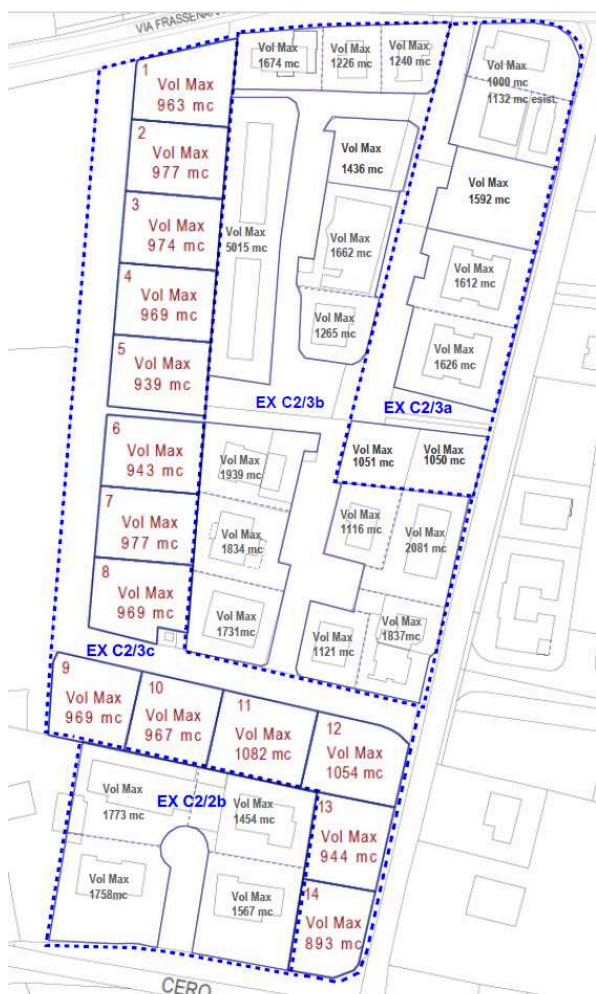 VIA FRASSENA
Vol Max
1674 mc
Vol Max
1226 mc
Vol Max
1240 mc
Vol Max
1000 mc
1132 mc esist.
1
Vol Max
963 mc
2
Vol Max
977 mc
3
Vol Max
974 mc
4
Vol Max
969 mc
5
Vol Max
939 mc
Vol Max
5015 mc
Vol Max
1436 mc
Vol Max
1662 mc
Vol Max
1265 mc
Vol Max
1592 mc
Vol Max
1612 mc
Vol Max
1626 mc
EX C2/3b
EX C2/3a
6
Vol Max
943 mc
7
Vol Max
977 mc
8
Vol Max
969 mc
Vol Max
1939 mc
Vol Max
1834 mc
Vol Max
1731mc
Vol Max
1051 mc
Vol Max
1050 mc
Vol Max
1116 mc
Vol Max
2081 mc
Vol Max
1121 mc
Vol Max
1837mc
EX C2/3c
9
Vol Max
969 mc
10
Vol Max
967 mc
11
Vol Max
1082 mc
12
Vol Max
1054 mc
EX C2/2b
Vol Max
1773 mc
Vol Max
1454 mc
Vol Max
1758mc
Vol Max
1567 mc
13
Vol Max
944 mc
14
Vol Max
893 mc
CERO